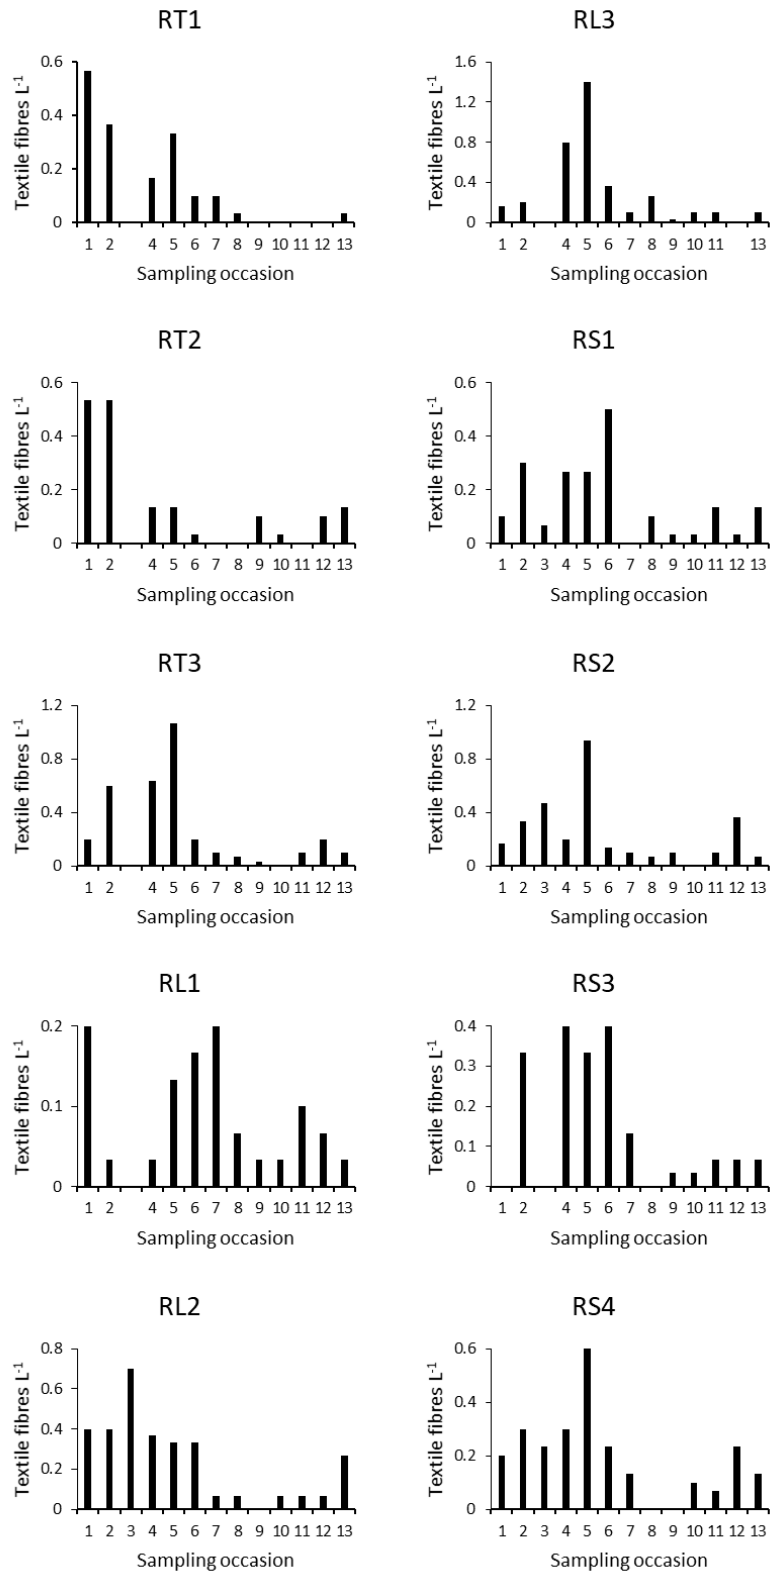 RT1
Textile fibres L-1
0.6
0.4
0.2
0
1 2 4 5 6 7 8 9 10 11 12 13
Sampling occasion
RL3
Textile fibres L-1
1.6
1.2
0.8
0.4
0
1 2 4 5 6 7 8 9 10 11 13
Sampling occasion
RT2
Textile fibres L-1
0.6
0.4
0.2
0
1 2 4 5 6 7 8 9 10 11 12 13
Sampling occasion
RS1
Textile fibres L-1
0.6
0.4
0.2
0
1 2 3 4 5 6 7 8 9 10 11 12 13
Sampling occasion
RT3
Textile fibres L-1
1.2
0.8
0.4
0
1 2 4 5 6 7 8 9 10 11 12 13
Sampling occasion
RS2
Textile fibres L-1
1.2
0.8
0.4
0
1 2 3 4 5 6 7 8 9 10 11 12 13
Sampling occasion
RL1
Textile fibres L-1
0.2
0.1
0
1 2 4 5 6 7 8 9 10 11 12 13
Sampling occasion
RS3
Textile fibres L-1
0.4
0.3
0.2
0.1
0
1 2 4 5 6 7 8 9 10 11 12 13
Sampling occasion
RL2
Textile fibres L-1
0.8
0.6
0.4
0.2
0
1 2 3 4 5 6 7 8 9 10 11 12 13
Sampling occasion
RS4
Textile fibres L-1
0.6
0.4
0.2
0
1 2 3 4 5 6 7 8 9 10 11 12 13
Sampling occasion